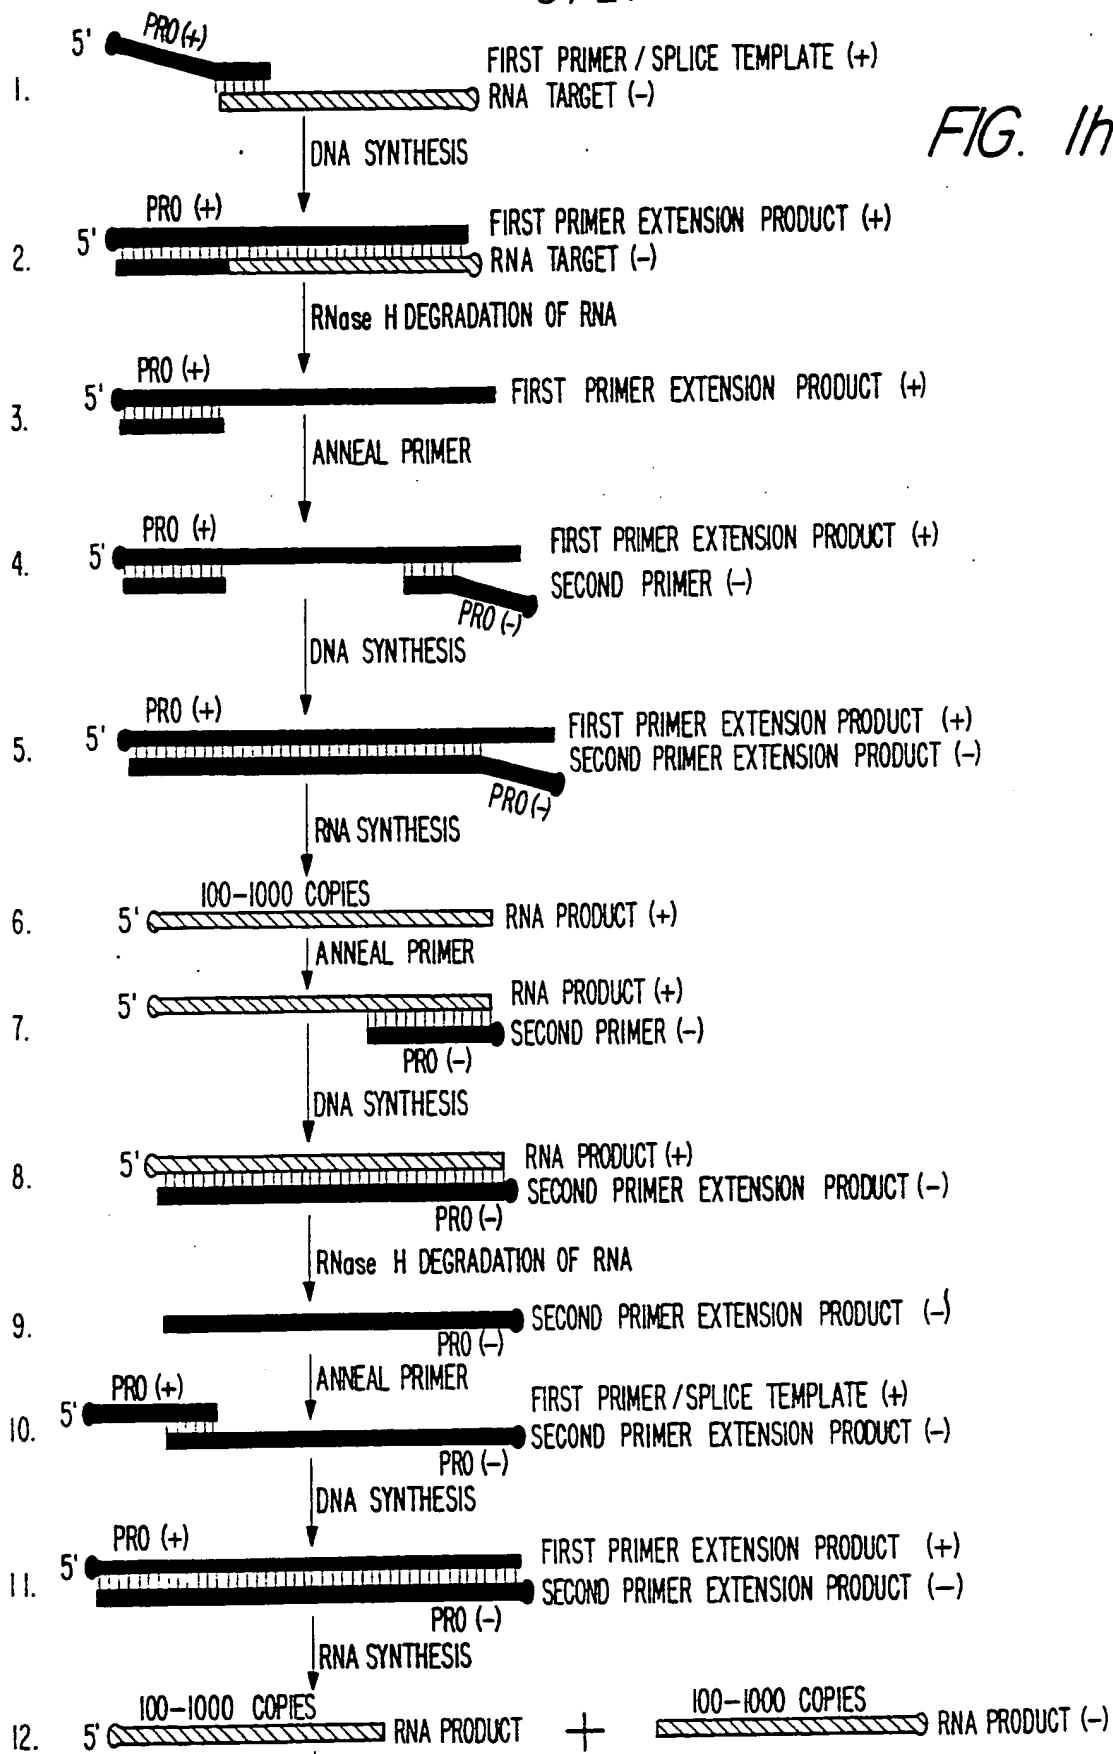 FIG. 1h
5' PRO (+)
FIRST PRIMER / SPLICE TEMPLATE (+)
1.
RNA TARGET (-)
DNA SYNTHESIS
PRO (+)
5' FIRST PRIMER EXTENSION PRODUCT (+)
2.
RNA TARGET (-)
RNase H DEGRADATION OF RNA
PRO (+)
5' FIRST PRIMER EXTENSION PRODUCT (+)
3.
ANNEAL PRIMER
PRO (+)
5' FIRST PRIMER EXTENSION PRODUCT (+)
4.
SECOND PRIMER (-)
PRO (-)
DNA SYNTHESIS
PRO (+)
5' FIRST PRIMER EXTENSION PRODUCT (+)
5.
SECOND PRIMER EXTENSION PRODUCT (-)
PRO (-)
RNA SYNTHESIS
100-1000 COPIES
6. 5' RNA PRODUCT (+)
ANNEAL PRIMER
5' RNA PRODUCT (+)
7.
SECOND PRIMER (-)
PRO (-)
DNA SYNTHESIS
5' RNA PRODUCT (+)
8.
SECOND PRIMER EXTENSION PRODUCT (-)
PRO (-)
RNase H DEGRADATION OF RNA
9. SECOND PRIMER EXTENSION PRODUCT (-)
PRO (-)
ANNEAL PRIMER
PRO (+)
5' FIRST PRIMER/SPLICE TEMPLATE (+)
10. SECOND PRIMER EXTENSION PRODUCT (-)
PRO (-)
DNA SYNTHESIS
PRO (+)
5' FIRST PRIMER EXTENSION PRODUCT (+)
11. SECOND PRIMER EXTENSION PRODUCT (-)
PRO (-)
RNA SYNTHESIS
100-1000 COPIES 100-1000 COPIES
12. 5' RNA PRODUCT + RNA PRODUCT (-)